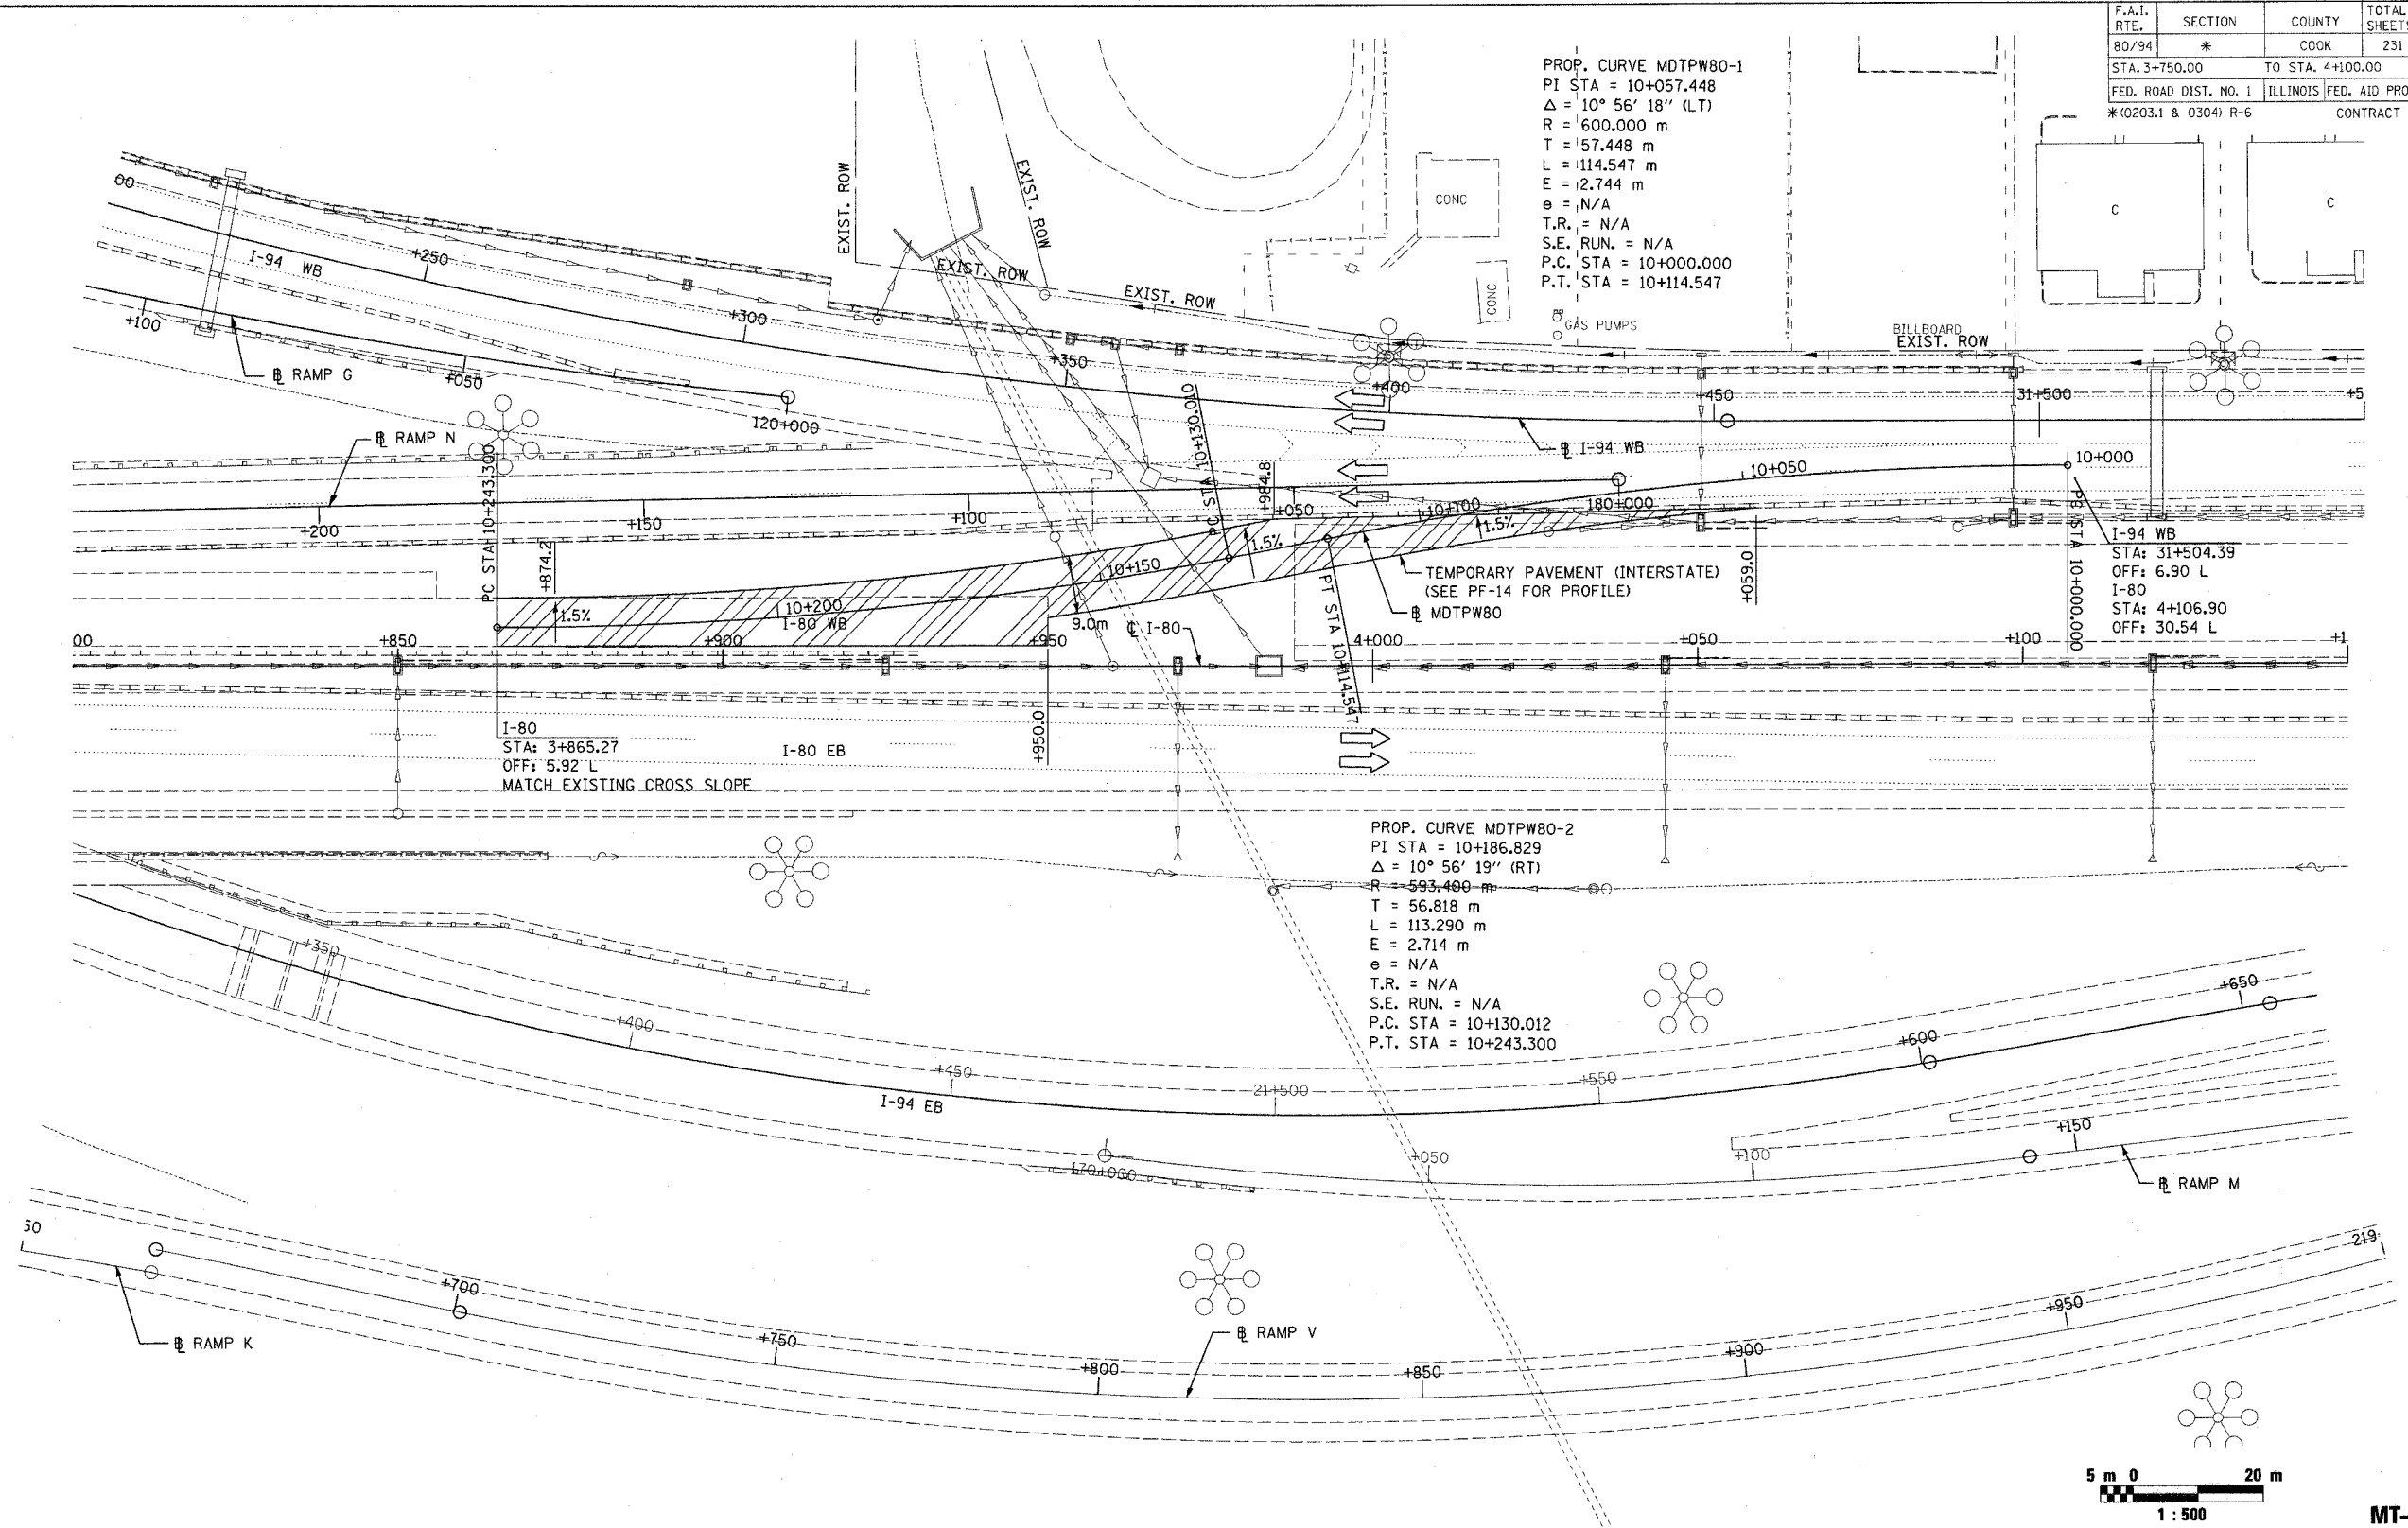 F.A.I. RTE. SECTION COUNTY TOTAL SHEETS
80/94 * COOK 231
STA. 3+750.00 TO STA. 4+100.00
FED. ROAD DIST. NO. 1 ILLINOIS FED. AID PRO
*(0203.1 & 0304) R-6 CONTRACT
PROP. CURVE MDTPW80-1
PI STA = 10+057.448
Δ = 10° 56' 18" (LT)
R = 600.000 m
T = 57.448 m
L = 114.547 m
E = 2.744 m
e = N/A
T.R. = N/A
S.E. RUN. = N/A
P.C. STA = 10+000.000
P.T. STA = 10+114.547
EXIST. ROW
EXIST. ROW
EXIST. ROW
EXIST. ROW
CONC
CONC
GAS PUMPS
BILLBOARD
EXIST. ROW
C
C
00
I-94 WB
+250
+300
+350
+400
+450
31+500
+5
+100
+050
120+000
℄ RAMP G
℄ RAMP N
℄ I-94 WB
+200
+150
+100
+050
180+000
PC STA 10+243.300
+874.2
PC STA 10+130.010
+984.8
10+000
10+050
10+100
10+150
10+200
1.5%
1.5%
1.5%
I-80 WB
9.0m
℄ I-80
TEMPORARY PAVEMENT (INTERSTATE)
(SEE PF-14 FOR PROFILE)
℄ MDTPW80
+059.0
PC STA 10+000.000
PT STA 10+114.547
I-94 WB
STA: 31+504.39
OFF: 6.90 L
I-80
STA: 4+106.90
OFF: 30.54 L
00
+850
+900
+950
4+000
+050
+100
+1
+950.0
I-80
STA: 3+865.27
OFF: 5.92 L
MATCH EXISTING CROSS SLOPE
I-80 EB
PROP. CURVE MDTPW80-2
PI STA = 10+186.829
Δ = 10° 56' 19" (RT)
R = 593.400 m
T = 56.818 m
L = 113.290 m
E = 2.714 m
e = N/A
T.R. = N/A
S.E. RUN. = N/A
P.C. STA = 10+130.012
P.T. STA = 10+243.300
+350
+400
+450
21+500
+550
+600
+650
I-94 EB
170+000
+050
+100
+150
℄ RAMP M
50
+700
+750
+800
+850
+900
+950
219
℄ RAMP K
℄ RAMP V
5 m 0 20 m
1 : 500
MT-